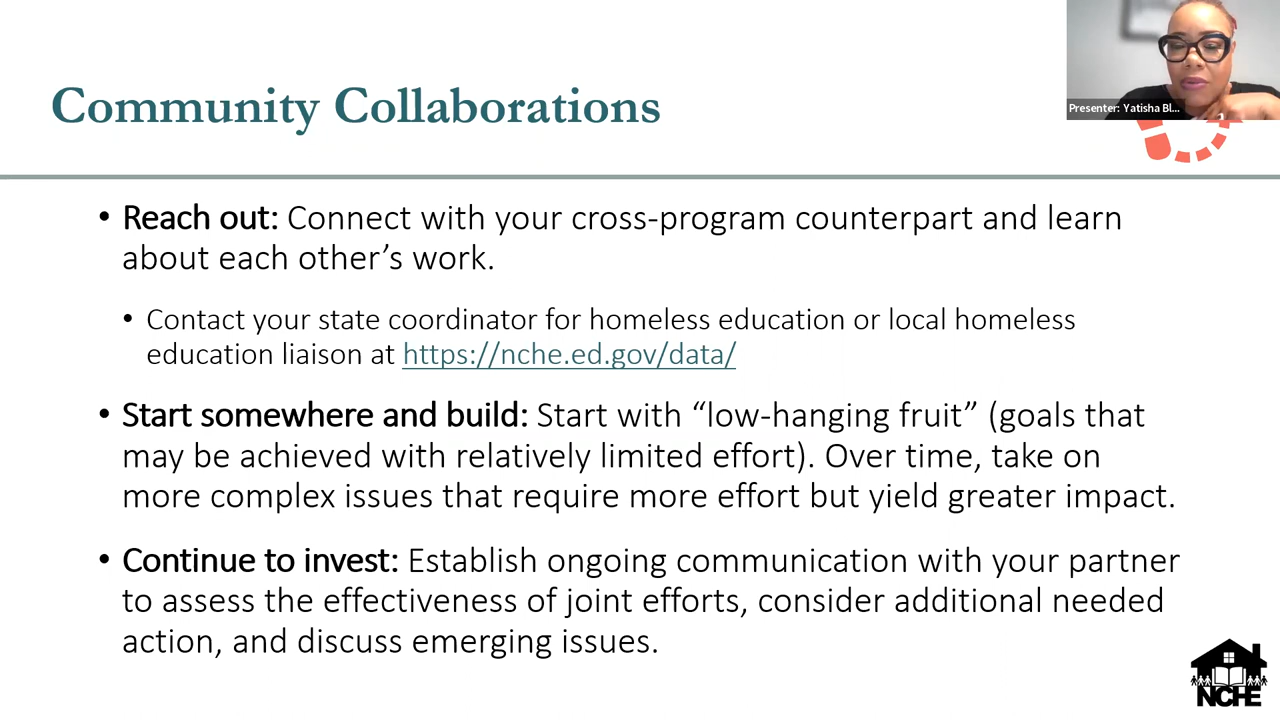 Community Collaborations
Presenter: Yatisha Bl...
• Reach out: Connect with your cross-program counterpart and learn
about each other’s work.
• Contact your state coordinator for homeless education or local homeless
education liaison at https://nche.ed.gov/data/
• Start somewhere and build: Start with “low-hanging fruit” (goals that
may be achieved with relatively limited effort). Over time, take on
more complex issues that require more effort but yield greater impact.
• Continue to invest: Establish ongoing communication with your partner
to assess the effectiveness of joint efforts, consider additional needed
action, and discuss emerging issues.
NCHE